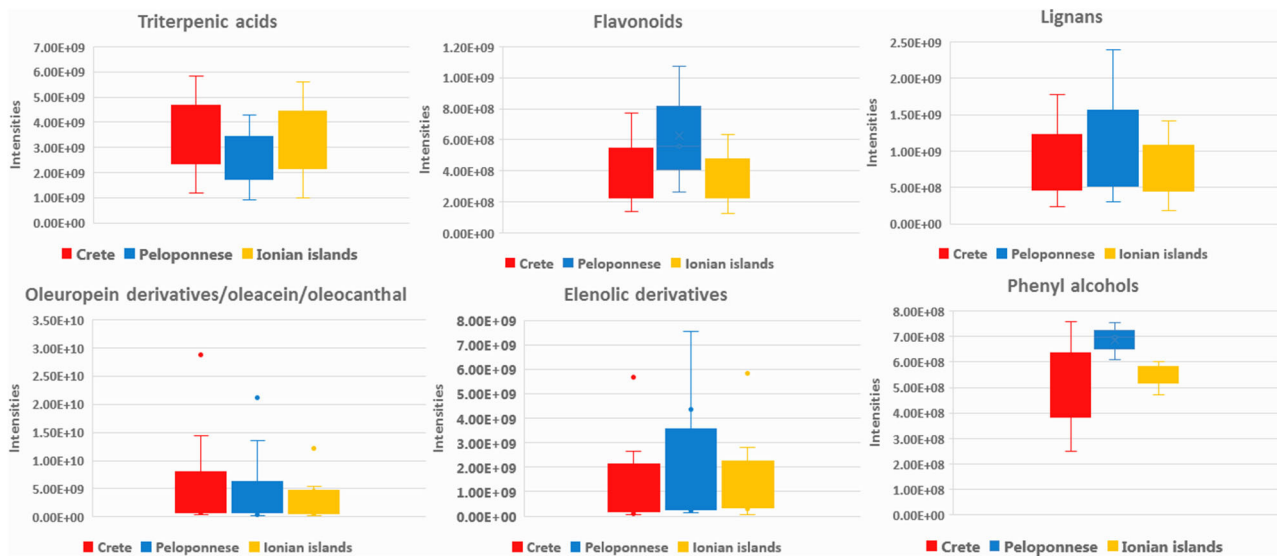 Triterpenic acids
Intensities
7.00E+09
6.00E+09
5.00E+09
4.00E+09
3.00E+09
2.00E+09
1.00E+09
0.00E+00
Crete Peloponnese Ionian islands
Flavonoids
Intensities
1.20E+09
1.00E+09
8.00E+08
6.00E+08
4.00E+08
2.00E+08
0.00E+00
Crete Peloponnese Ionian islands
Lignans
Intensities
2.50E+09
2.00E+09
1.50E+09
1.00E+09
5.00E+08
0.00E+00
Crete Peloponnese Ionian islands
Oleuropein derivatives/oleacein/oleocanthal
Intensities
3.50E+10
3.00E+10
2.50E+10
2.00E+10
1.50E+10
1.00E+10
5.00E+09
0.00E+00
Crete Peloponnese Ionian islands
Elenolic derivatives
Intensities
8.00E+09
7.00E+09
6.00E+09
5.00E+09
4.00E+09
3.00E+09
2.00E+09
1.00E+09
0.00E+00
Crete Peloponnese Ionian islands
Phenyl alcohols
Intensities
8.00E+08
7.00E+08
6.00E+08
5.00E+08
4.00E+08
3.00E+08
2.00E+08
1.00E+08
0.00E+00
Crete Peloponnese Ionian islands